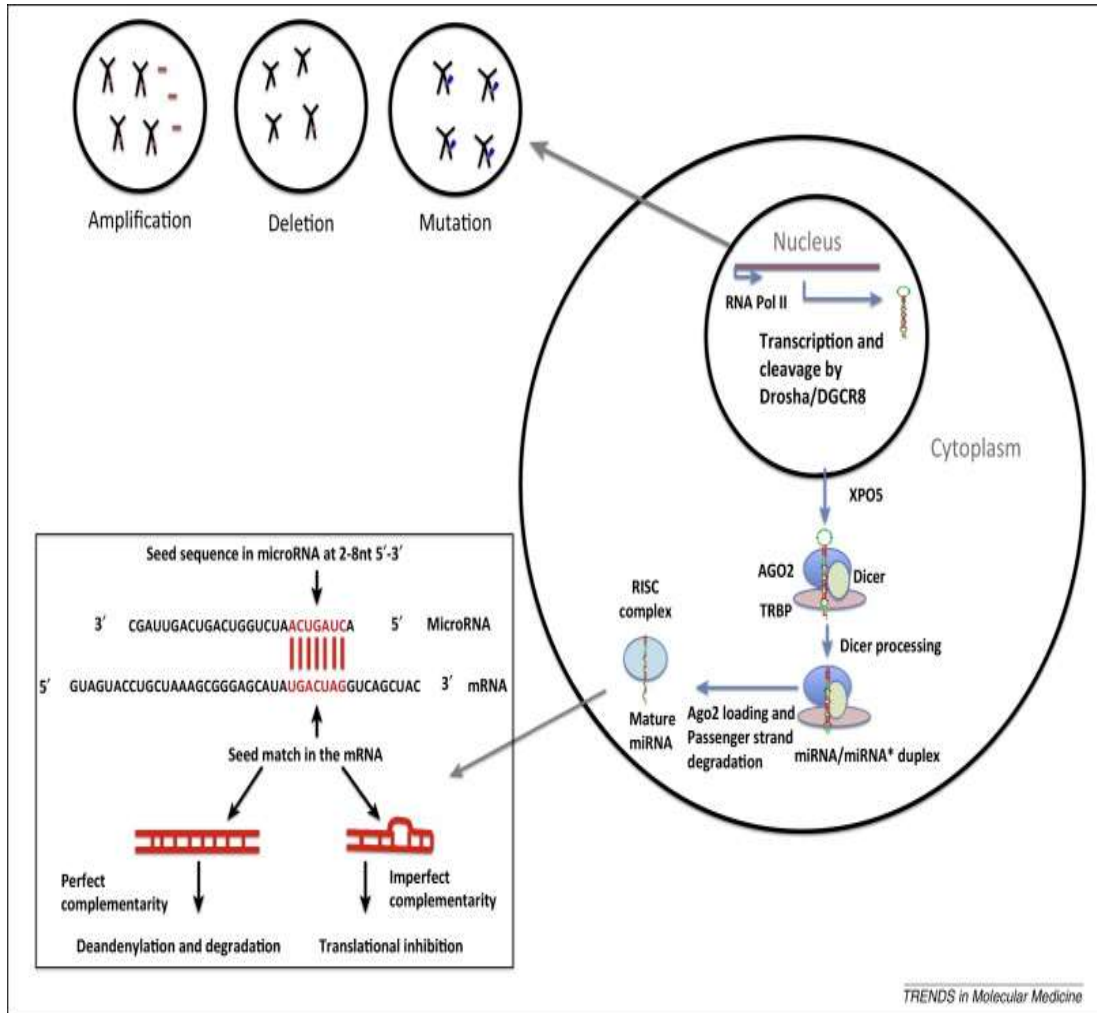 Amplification
Deletion
Mutation
Nucleus
RNA Pol II
Transcription and
cleavage by
Drosha/DGCR8
Cytoplasm
XPO5
AGO2
Dicer
TRBP
Dicer processing
miRNA/miRNA* duplex
Ago2 loading and
Passenger strand
degradation
RISC
complex
Mature
miRNA
Seed sequence in microRNA at 2-8nt 5′-3′
3′ CGAUUGACUGACUGGUCUAACUGAUCA 5′ MicroRNA
5′ GUAGUACCUGCUAAAGCGGGAGCAUAUGACUAGGUCAGCUAC 3′ mRNA
Seed match in the mRNA
Perfect
complementarity
Imperfect
complementarity
Deandenylation and degradation
Translational inhibition
TRENDS in Molecular Medicine